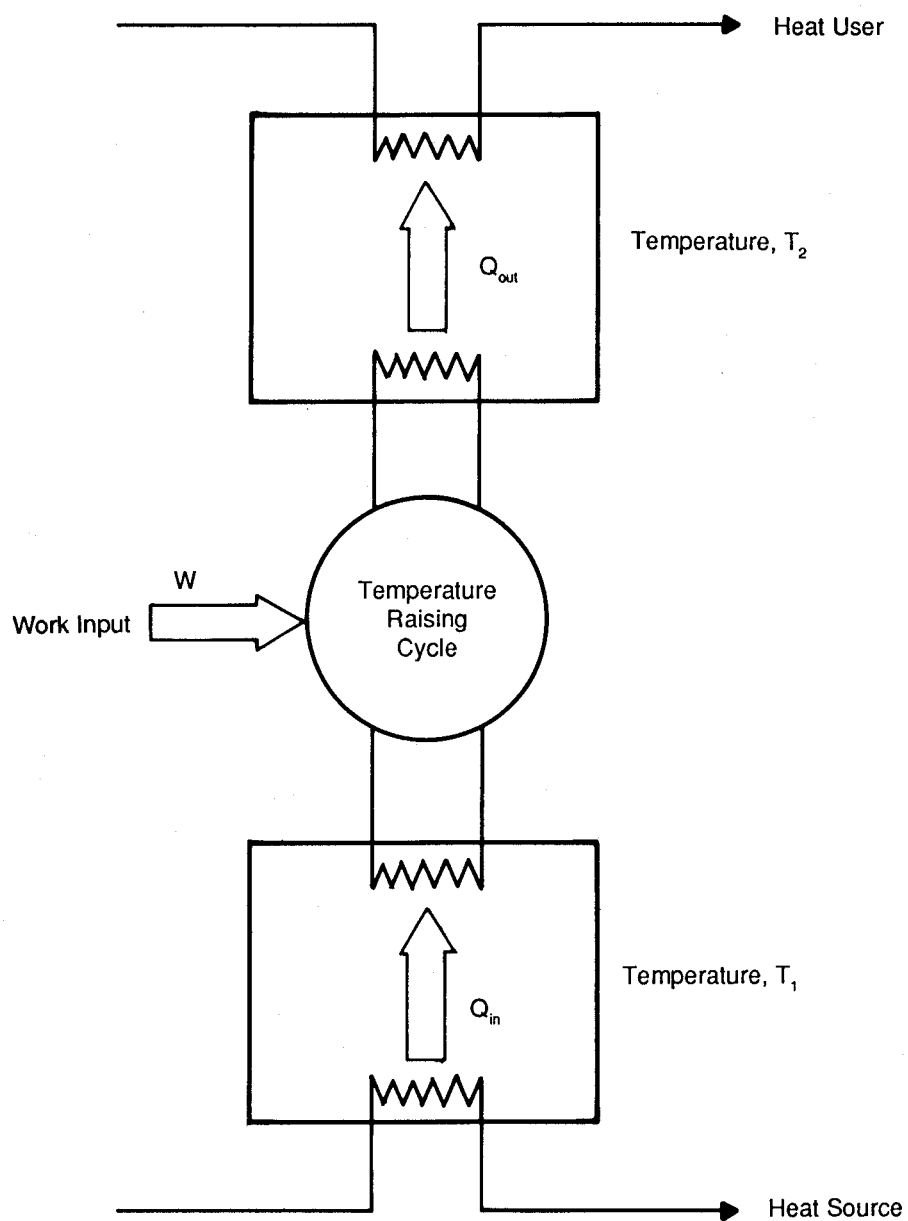 Heat User
Temperature, T₂
Qout
W
Work Input
Temperature
Raising
Cycle
Temperature, T₁
Qin
Heat Source